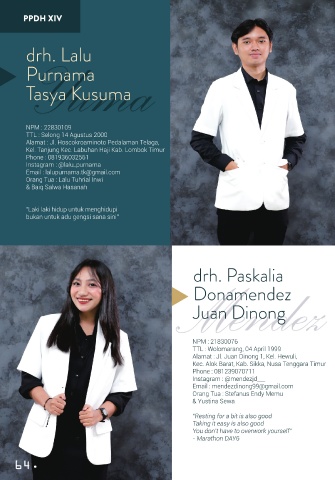 PPDH XIV
drh. Lalu
Purnama
Tasya Kusuma
NPM : 22830109
TTL : Selong 14 Agustus 2000
Alamat : Jl. Hoscokroaminoto Pedaleman Telaga,
Kel. Tanjung Kec. Labuhan Haji Kab. Lombok Timur
Phone : 081936002561
Instagram : @lalu_purnama
Email : lalupurnama.tk@gmail.com
Orang Tua : Lalu Tuhrial Irwi
& Baiq Salwa Hasanah
"Laki laki hidup untuk menghidupi
bukan untuk adu gengsi sana sini"
drh. Paskalia
Donamendez
Juan Dinong
Mendez
NPM : 21830076
TTL : Wolomarang, 04 April 1999
Alamat : Jl. Juan Dinong 1, Kel. Hewuli,
Kec. Alok Barat, Kab. Sikka, Nusa Tenggara Timur
Phone : 081239070711
Instagram : @mendezjd__
Email : mendezdinong99@gmail.com
Orang Tua : Stefanus Endy Memu
& Yustina Sewa
"Resting for a bit is also good
Taking it easy is also good
You don't have to overwork yourself"
- Marathon DAY6
64